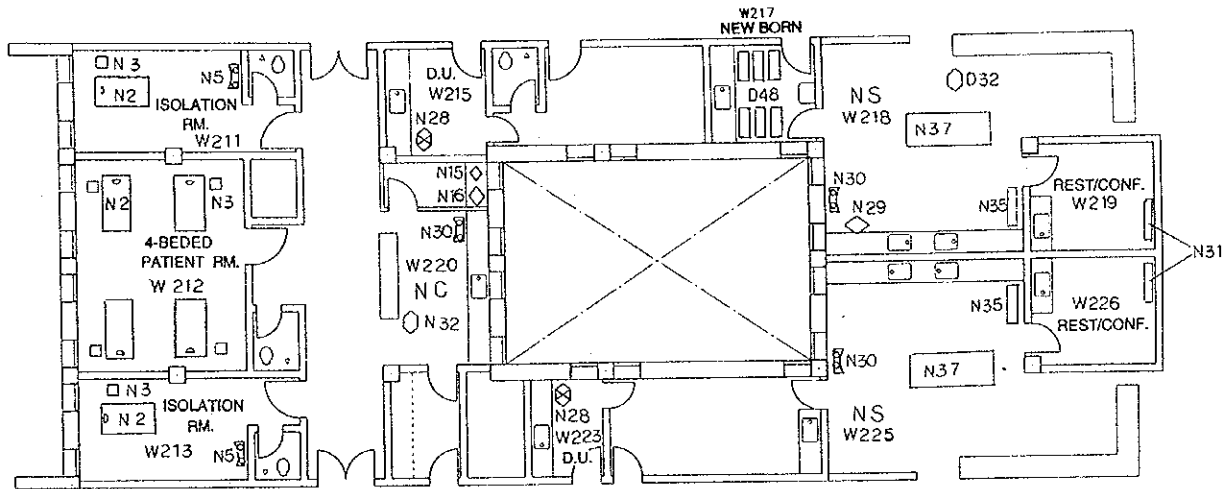 W217
NEW BORN
N3
N2
N5
ISOLATION
RM.
W211
D.U.
W215
N28
D48
NS
W218
D32
N37
N15
N16
N30
N30
N29
N35
REST/CONF.
W219
N31
N2
N3
4-BEDED
PATIENT RM.
W 212
W220
NC
N32
N35
W226
REST/CONF.
N30
N37
N3
N2
ISOLATION
RM.
W213
N5
N28
W223
D.U.
NS
W225